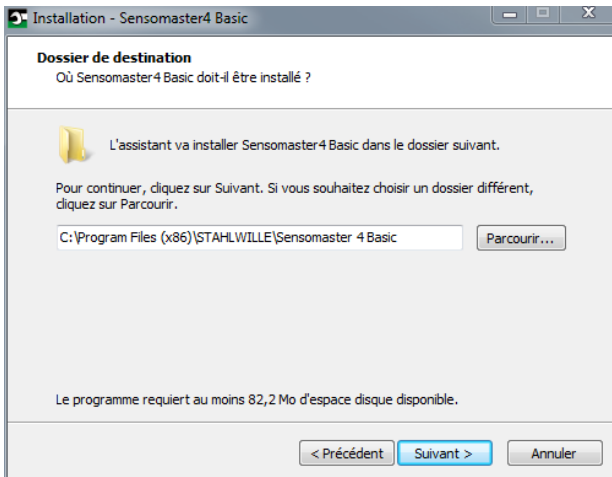 Installation - Sensomaster4 Basic
Dossier de destination
Où Sensomaster4 Basic doit-il être installé ?
L'assistant va installer Sensomaster4 Basic dans le dossier suivant.
Pour continuer, cliquez sur Suivant. Si vous souhaitez choisir un dossier différent,
cliquez sur Parcourir.
C:\Program Files (x86)\STAHLWILLE\Sensomaster 4 Basic
Parcourir...
Le programme requiert au moins 82,2 Mo d'espace disque disponible.
< Précédent
Suivant >
Annuler